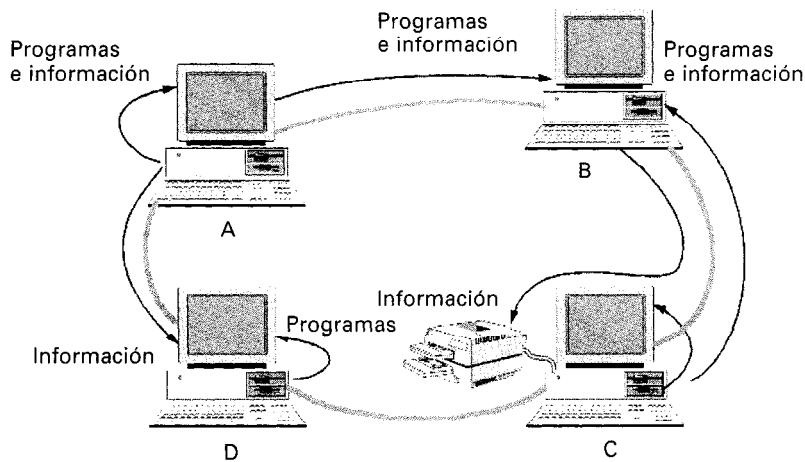 Programas
e información
Programas
e información
Programas
e información
B
A
Información
Programas
Información
D
C